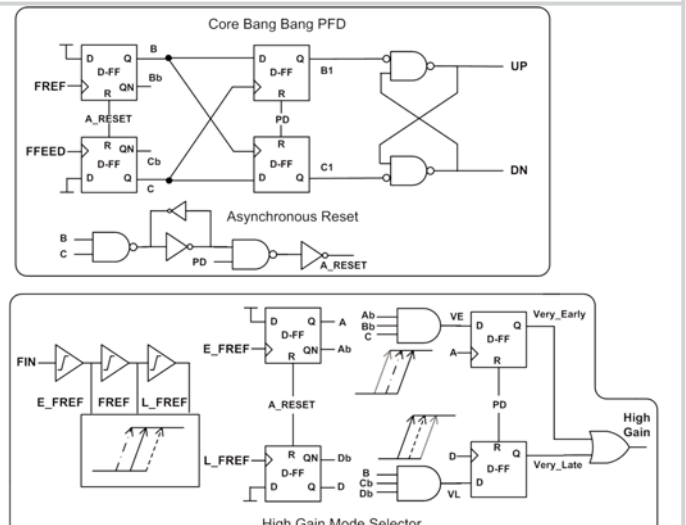 Core Bang Bang PFD
D Q B
D-FF
Bb
FREF
QN
R
A_RESET
R
QN
Cb
FFEED
D-FF
D Q
C
D Q
B1
D-FF
R
PD
R
D-FF
D Q
C1
UP
DN
Asynchronous Reset
B
C
PD
A_RESET
FIN
E_FREF FREF L_FREF
D Q A
D-FF
E_FREF
QN Ab
R
A_RESET
R QN Db
L_FREF
D-FF
D Q D
Ab
Bb
C
VE
D Q
Very_Early
D-FF
A
R
PD
R Q
D
D-FF
Very_Late
D
B
Cb
Db
VL
High
Gain
High Gain Mode Selector